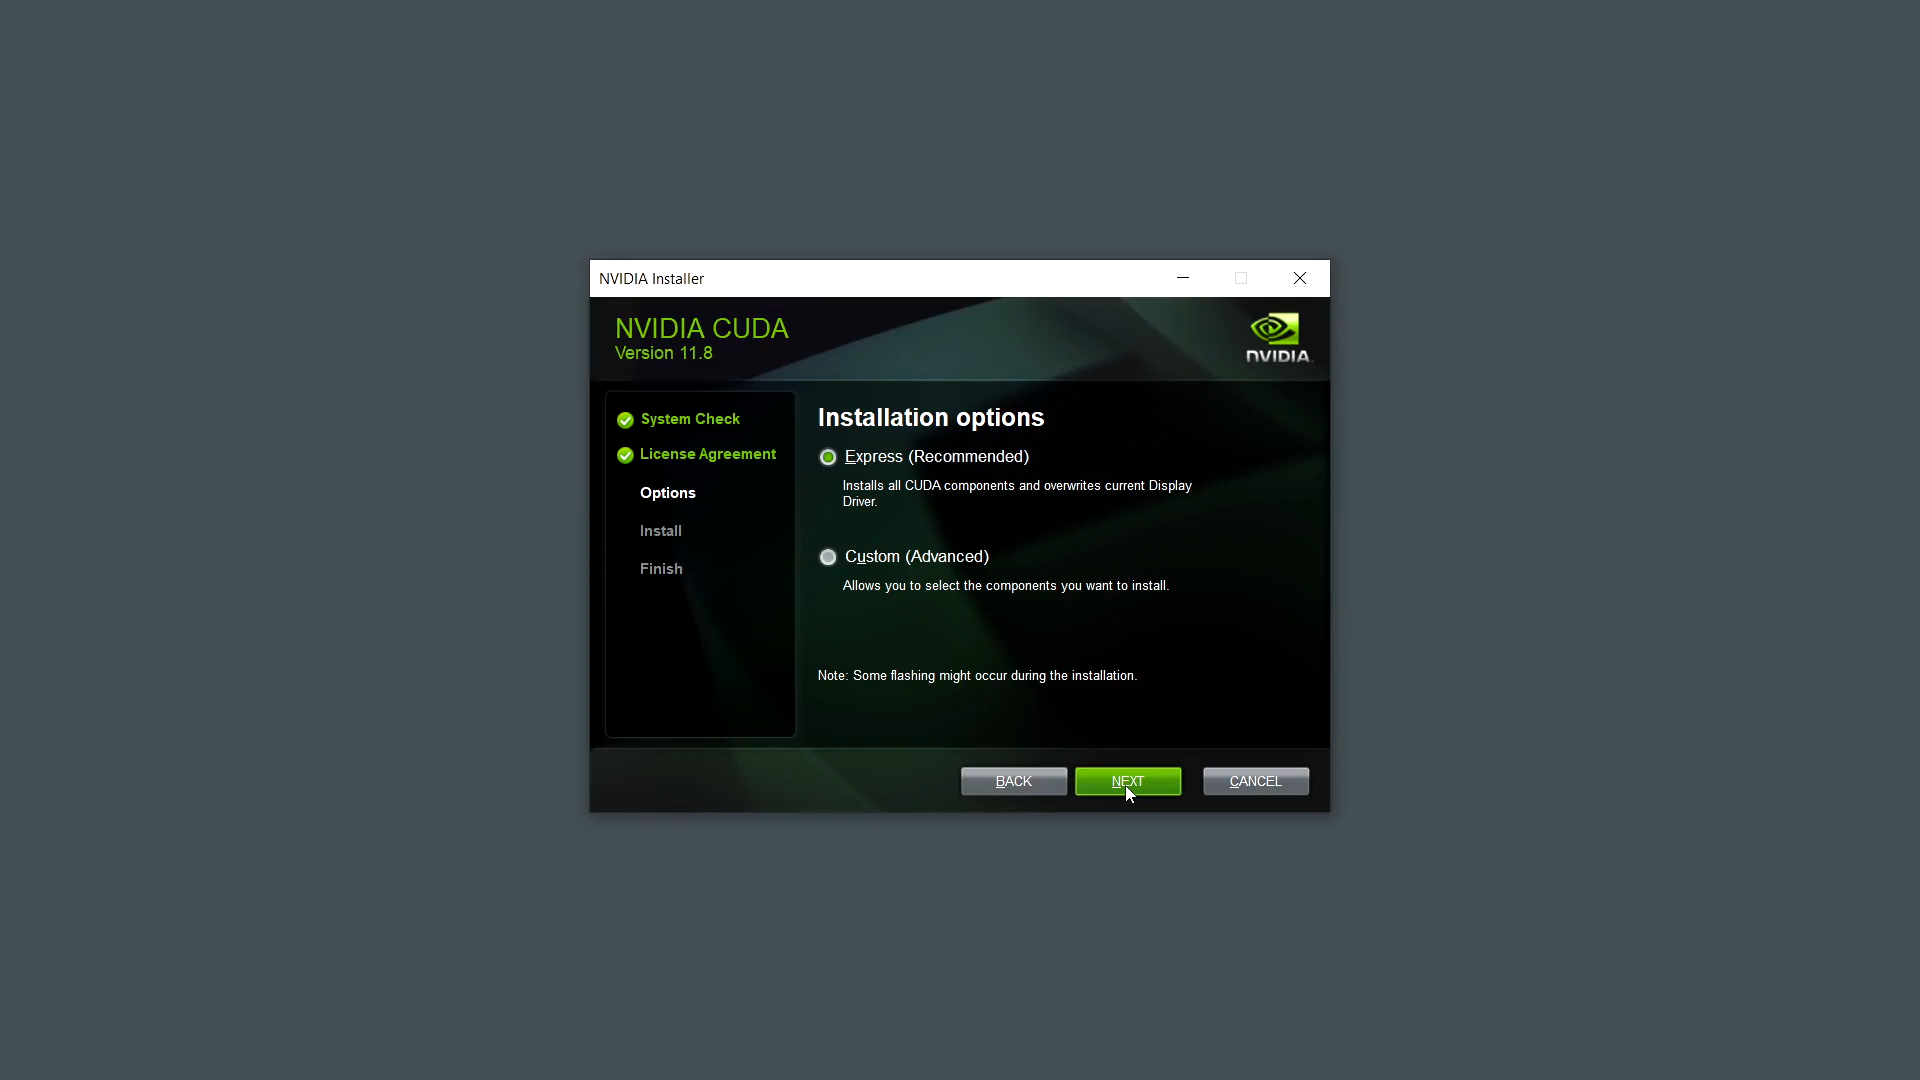 NVIDIA Installer
NVIDIA CUDA
Version 11.8
NVIDIA.
System Check
License Agreement
Options
Install
Finish
Installation options
Express (Recommended)
Installs all CUDA components and overwrites current Display
Driver.
Custom (Advanced)
Allows you to select the components you want to install.
Note: Some flashing might occur during the installation.
BACK
NEXT
CANCEL